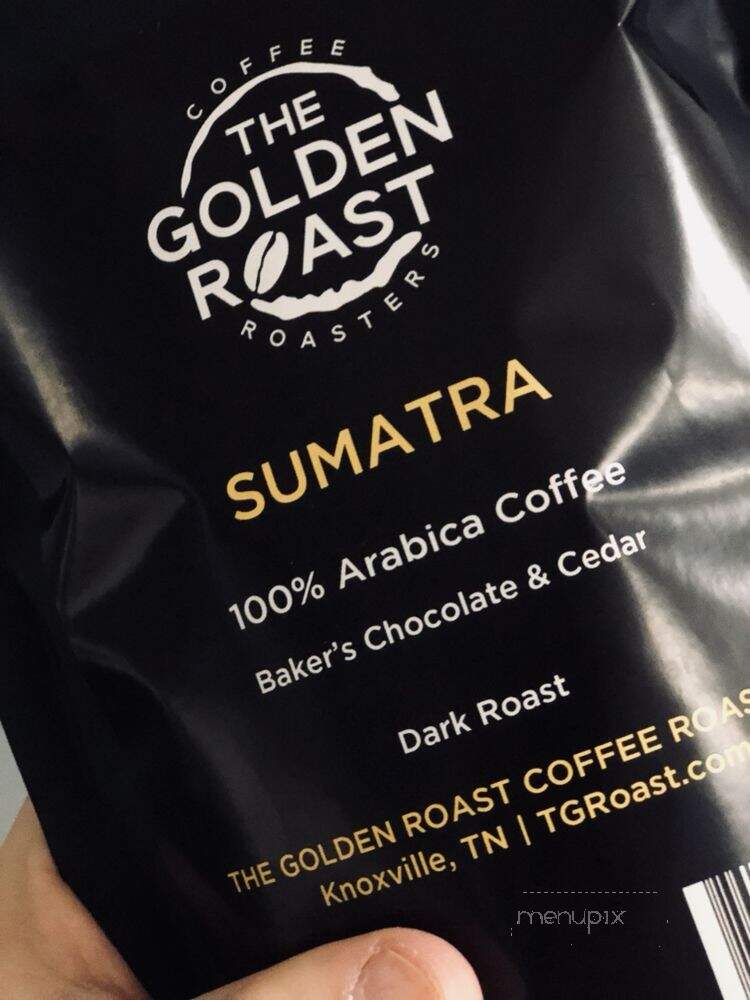 COFFEE
THE
GOLDEN
ROAST
ROASTERS
SUMATRA
100% Arabica Coffee
Baker's Chocolate & Cedar
Dark Roast
THE GOLDEN ROAST COFFEE ROAS
Knoxville, TN | TGRoast.com
menupix